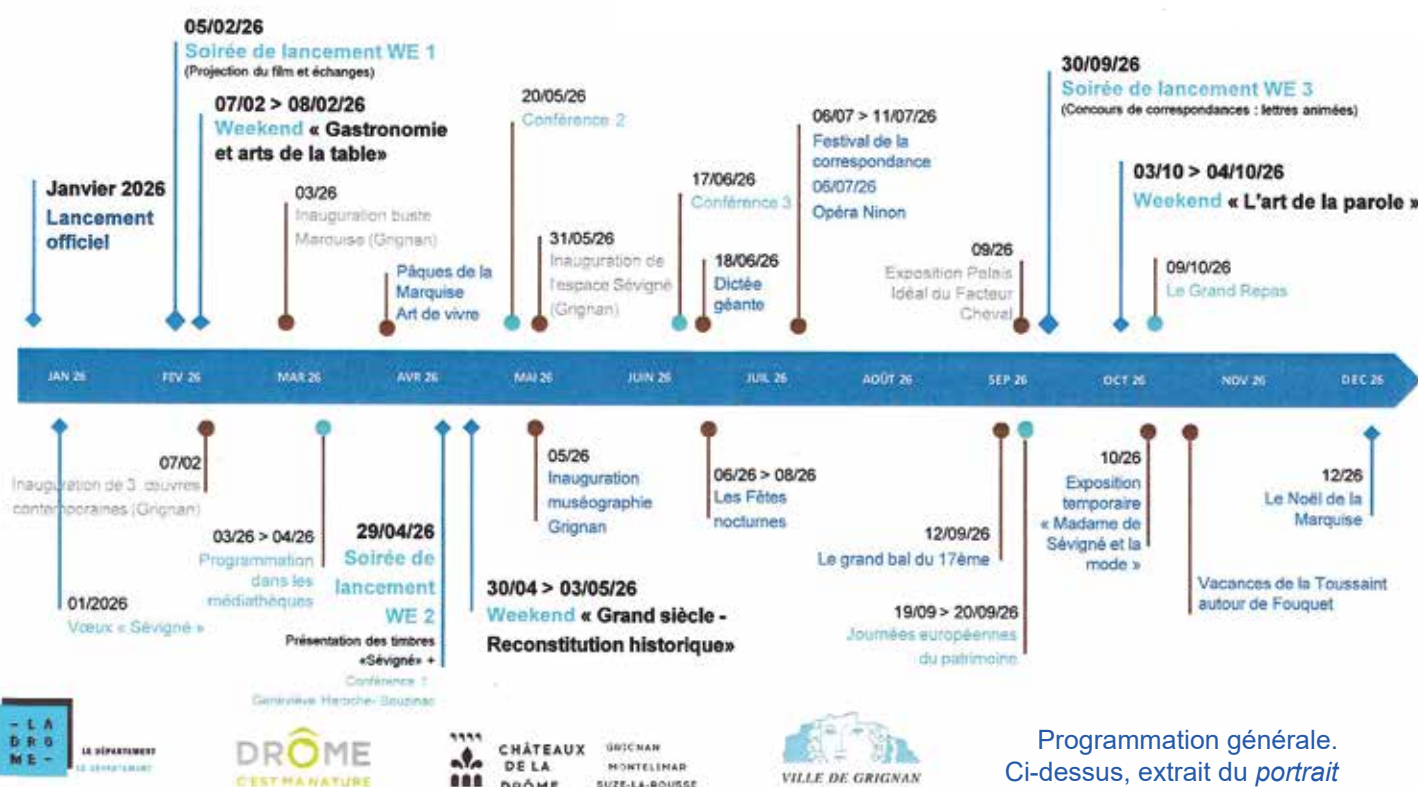 05/02/26
Soirée de lancement WE 1
(Projection du film et échanges)
07/02 > 08/02/26
Weekend « Gastronomie
et arts de la table»
Janvier 2026
Lancement
officiel
03/26
Inauguration buste
Marquise (Grignan)
Pâques de la
Marquise
Art de vivre
20/05/26
Conférence 2
31/05/26
Inauguration de
l'espace Sévigné
(Grignan)
17/06/26
Conférence 3
18/06/26
Dictée
géante
06/07 > 11/07/26
Festival de la
correspondance
06/07/26
Opéra Ninon
09/26
Exposition Palais
Idéal du Facteur
Cheval
30/09/26
Soirée de lancement WE 3
(Concours de correspondances : lettres animées)
03/10 > 04/10/26
Weekend « L'art de la parole »
09/10/26
Le Grand Repas
JAN 26
FEV 26
MAR 26
AVR 26
MAI 26
JUIN 26
JUIL 26
AOÛT 26
SEP 26
OCT 26
NOV 26
DEC 26
07/02
Inauguration de 3 œuvres
contemporaines (Grignan)
01/2026
Vœux « Sévigné »
03/26 > 04/26
Programmation
dans les
médiathèques
29/04/26
Soirée de
lancement
WE 2
Présentation des timbres
«Sévigné» +
Conférence 1
30/04 > 03/05/26
Weekend « Grand siècle -
Reconstitution historique»
05/26
Inauguration
muséographie
Grignan
06/26 > 08/26
Les Fêtes
nocturnes
12/09/26
Le grand bal du 17ème
19/09 > 20/09/26
Journées européennes
du patrimoine
10/26
Exposition
temporaire
« Madame de
Sévigné et la
mode »
Vacances de la Toussaint
autour de Fouquet
12/26
Le Noël de la
Marquise
- L A
D R Ô
M E -
LE DÉPARTEMENT
LE DÉPARTEMENT
DRÔME
C'EST MA NATURE
CHÂTEAUX
DE LA
DRÔME
GRIGNAN
MONTELIMAR
SUZE-LA-ROUSSE
VILLE DE GRIGNAN
Programmation générale.
Ci-dessus, extrait du portrait